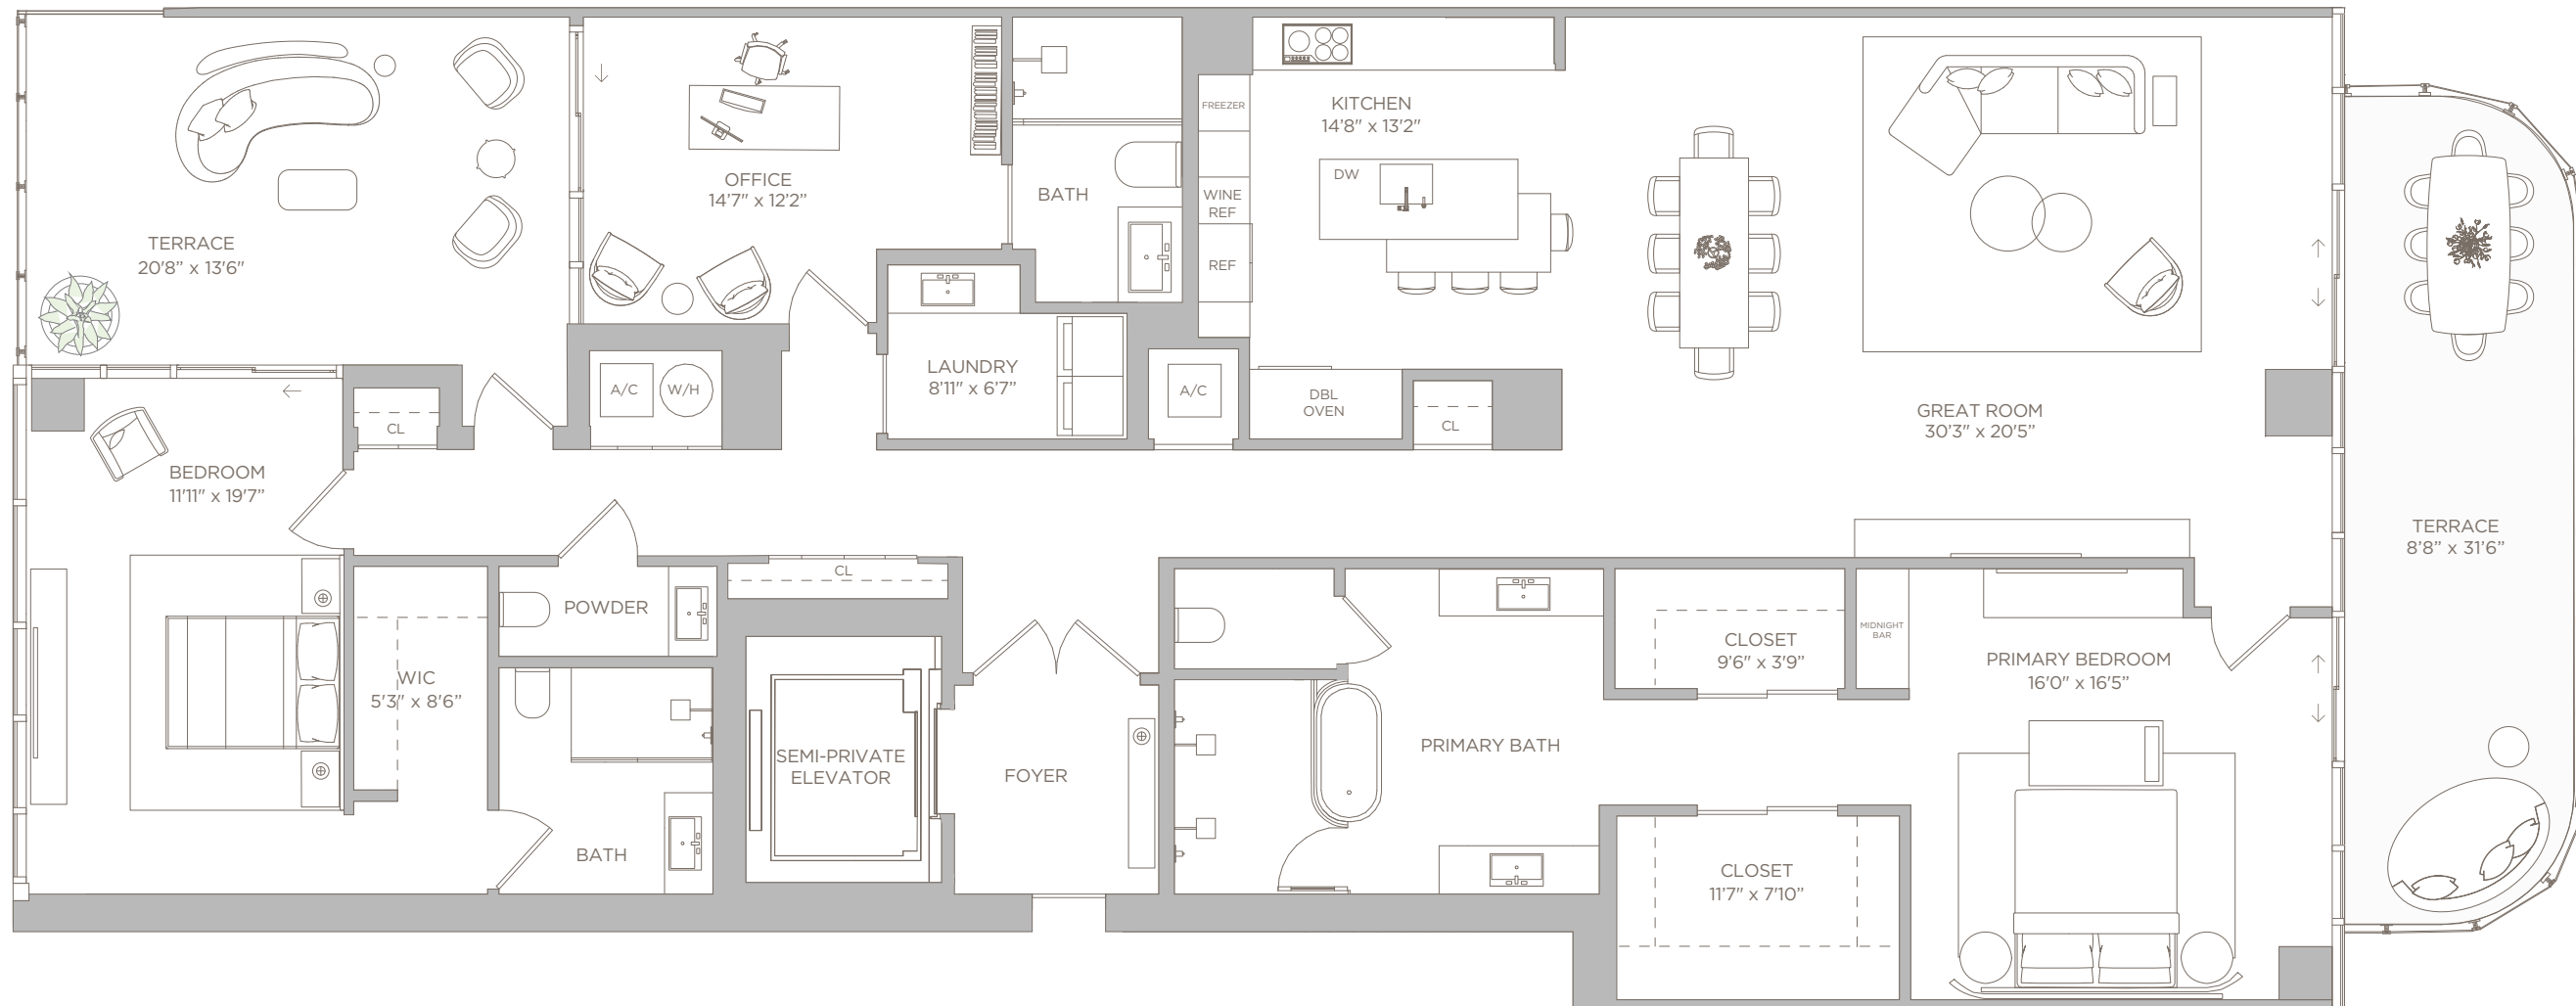 TERRACE
20'8" x 13'6"
OFFICE
14'7" x 12'2"
BATH
FREEZER
WINE
REF
REF
KITCHEN
14'8" x 13'2"
DW
LAUNDRY
8'11" x 6'7"
A/C
W/H
A/C
DBL
OVEN
CL
CL
GREAT ROOM
30'3" x 20'5"
BEDROOM
11'11" x 19'7"
TERRACE
8'8" x 31'6"
CL
POWDER
WIC
5'3" x 8'6"
BATH
SEMI-PRIVATE
ELEVATOR
FOYER
PRIMARY BATH
CLOSET
9'6" x 3'9"
MIDNIGHT
BAR
PRIMARY BEDROOM
16'0" x 16'5"
CLOSET
11'7" x 7'10"